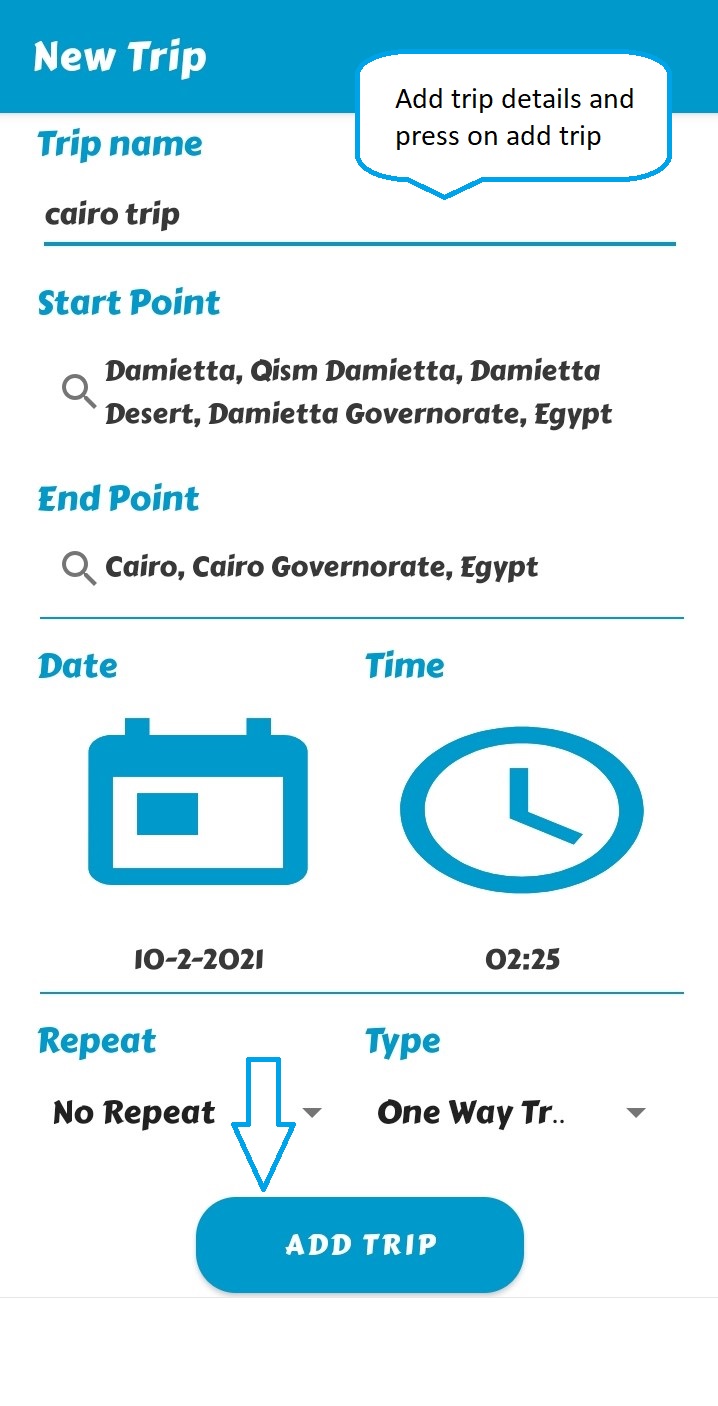 New Trip
Add trip details and
press on add trip
Trip name
cairo trip
Start Point
Damietta, Qism Damietta, Damietta
Desert, Damietta Governorate, Egypt
End Point
Cairo, Cairo Governorate, Egypt
Date
Time
10-2-2021
02:25
Repeat
Type
No Repeat
One Way Tr..
ADD TRIP